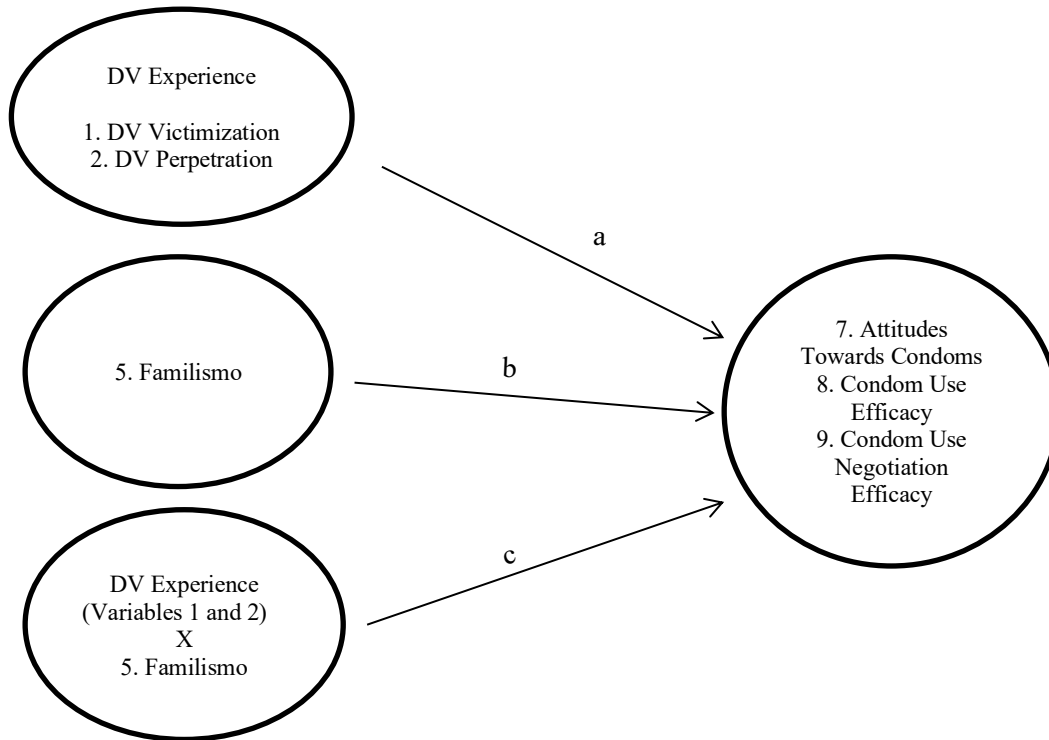 DV Experience
1. DV Victimization
2. DV Perpetration
a
5. Familismo
b
7. Attitudes
Towards Condoms
8. Condom Use
Efficacy
9. Condom Use
Negotiation
Efficacy
c
DV Experience
(Variables 1 and 2)
X
5. Familismo